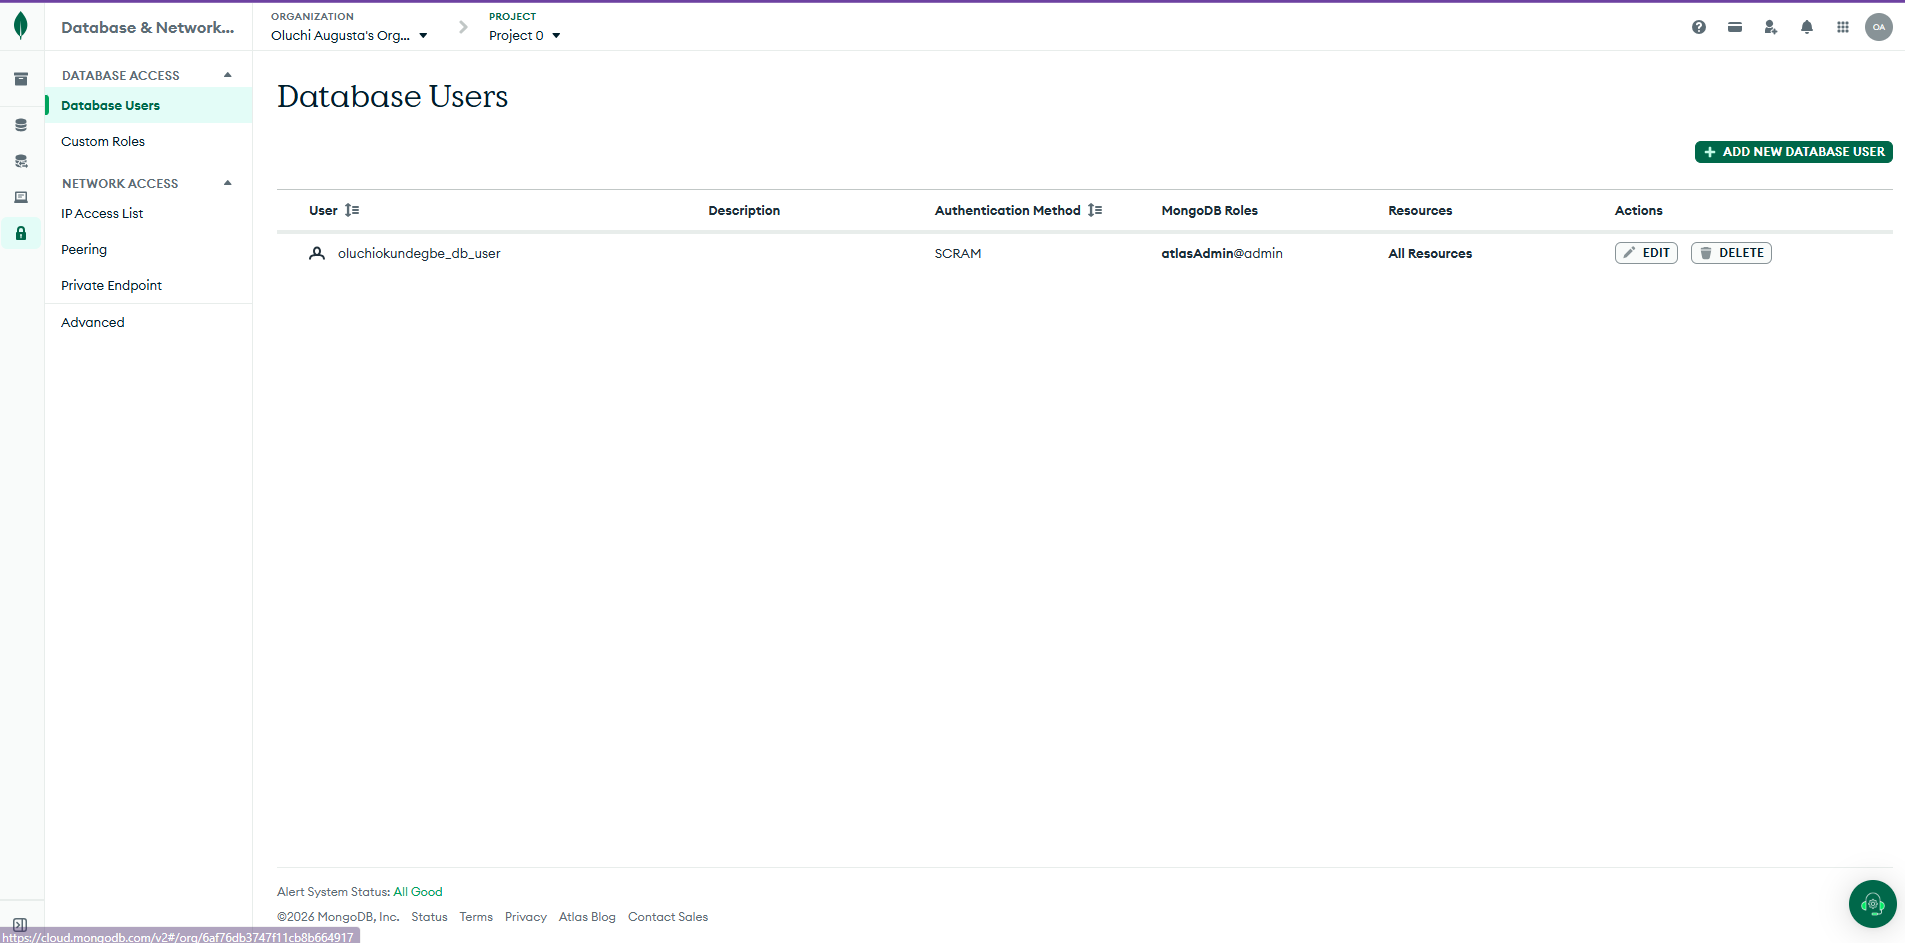 Database & Network...
ORGANIZATION
Oluchi Augusta's Org...
PROJECT
Project 0
OA
DATABASE ACCESS
Database Users
Custom Roles
NETWORK ACCESS
IP Access List
Peering
Private Endpoint
Advanced
Database Users
+ ADD NEW DATABASE USER
User Description Authentication Method MongoDB Roles Resources Actions
oluchiokundegbe_db_user SCRAM atlasAdmin@admin All Resources EDIT DELETE
Alert System Status: All Good
©2026 MongoDB, Inc. Status Terms Privacy Atlas Blog Contact Sales
https://cloud.mongodb.com/v2#/org/6af76db3747f11cb8b664917